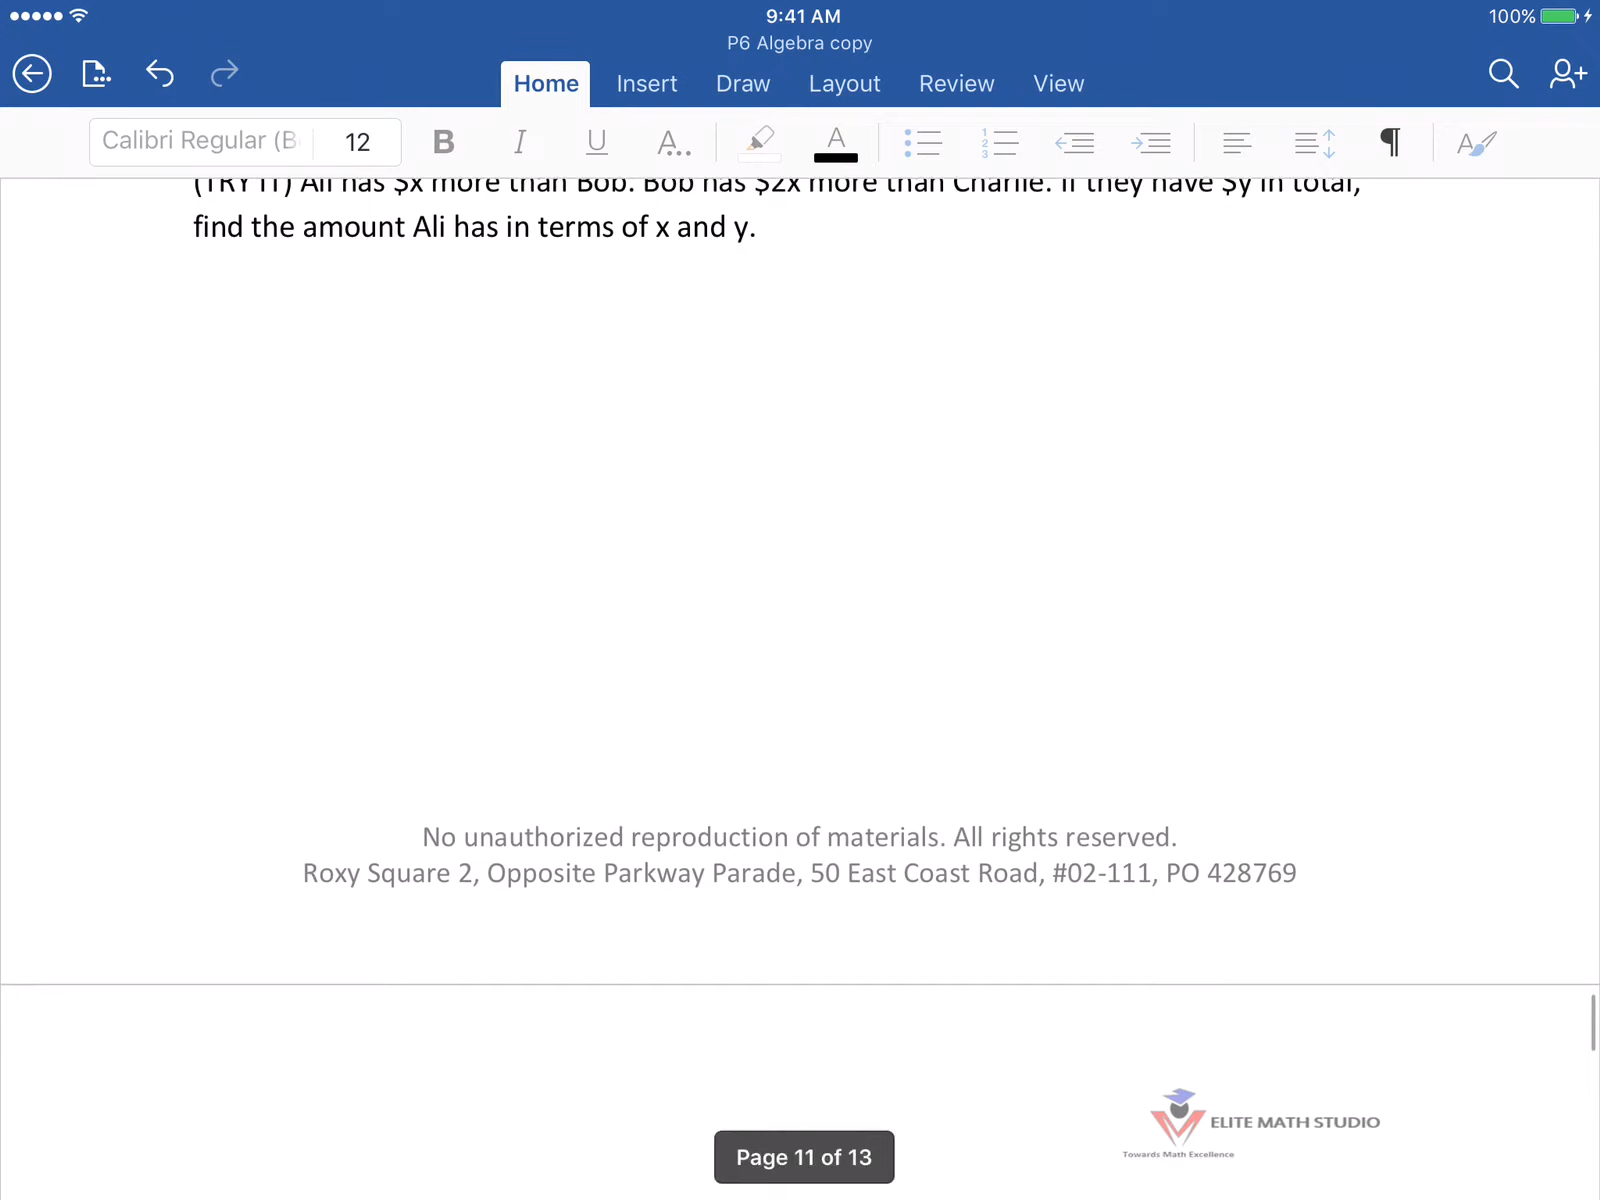 9:41 AM
100%
P6 Algebra copy
Home Insert Draw Layout Review View
Calibri Regular (B 12 B I U A.. A
(TRY IT) Ali has $x more than Bob. Bob has $2x more than Charlie. If they have $y in total,
find the amount Ali has in terms of x and y.
No unauthorized reproduction of materials. All rights reserved.
Roxy Square 2, Opposite Parkway Parade, 50 East Coast Road, #02-111, PO 428769
ELITE MATH STUDIO
Towards Math Excellence
Page 11 of 13